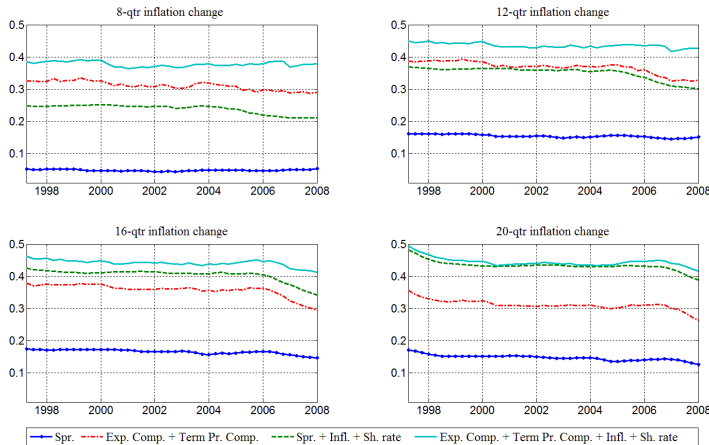 8-qtr inflation change
12-qtr inflation change
0.5
0.4
0.3
0.2
0.1
1998 2000 2002 2004 2006 2008
0.5
0.4
0.3
0.2
0.1
1998 2000 2002 2004 2006 2008
16-qtr inflation change
20-qtr inflation change
0.5
0.4
0.3
0.2
0.1
1998 2000 2002 2004 2006 2008
0.5
0.4
0.3
0.2
0.1
1998 2000 2002 2004 2006 2008
Spr. Exp. Comp. + Term Pr. Comp. Spr. + Infl. + Sh. rate Exp. Comp. + Term Pr. Comp. + Infl. + Sh. rate